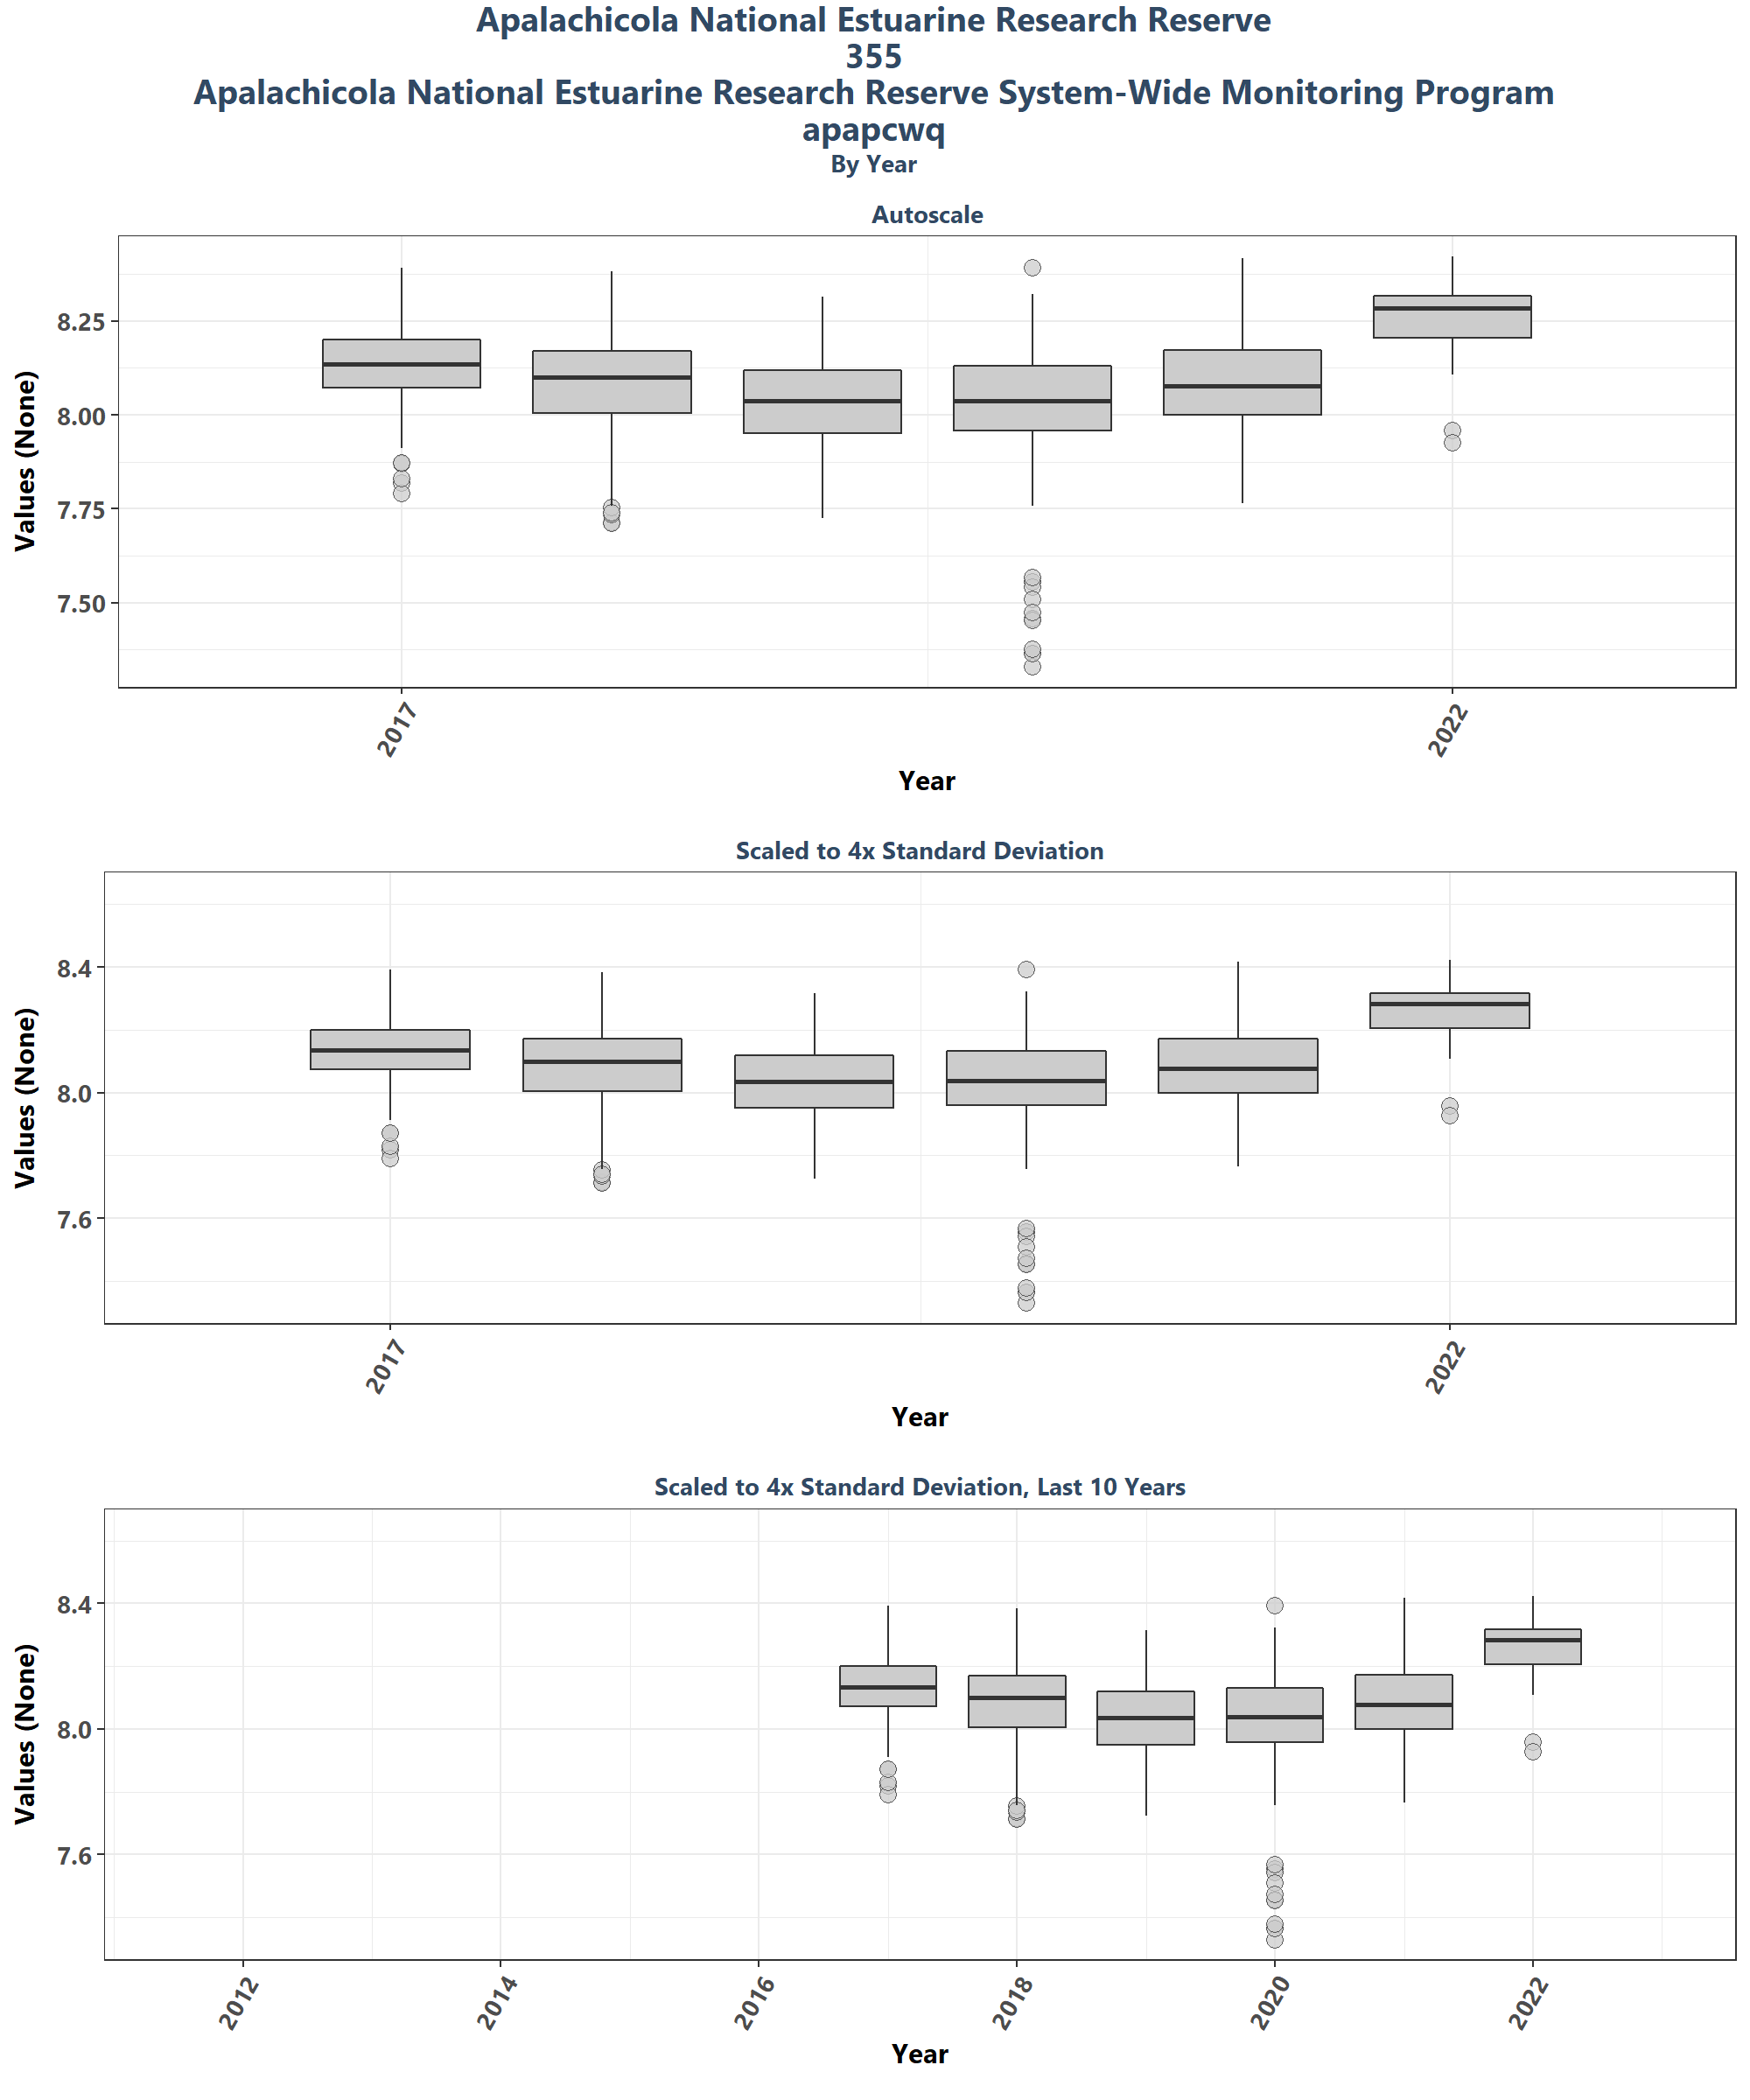 Apalachicola National Estuarine Research Reserve
355
Apalachicola National Estuarine Research Reserve System-Wide Monitoring Program
apapcwq
By Year
Autoscale
Values (None)
8.25
8.00
7.75
7.50
2017
2022
Year
Scaled to 4x Standard Deviation
Values (None)
8.4
8.0
7.6
2017
2022
Year
Scaled to 4x Standard Deviation, Last 10 Years
Values (None)
8.4
8.0
7.6
2012
2014
2016
2018
2020
2022
Year